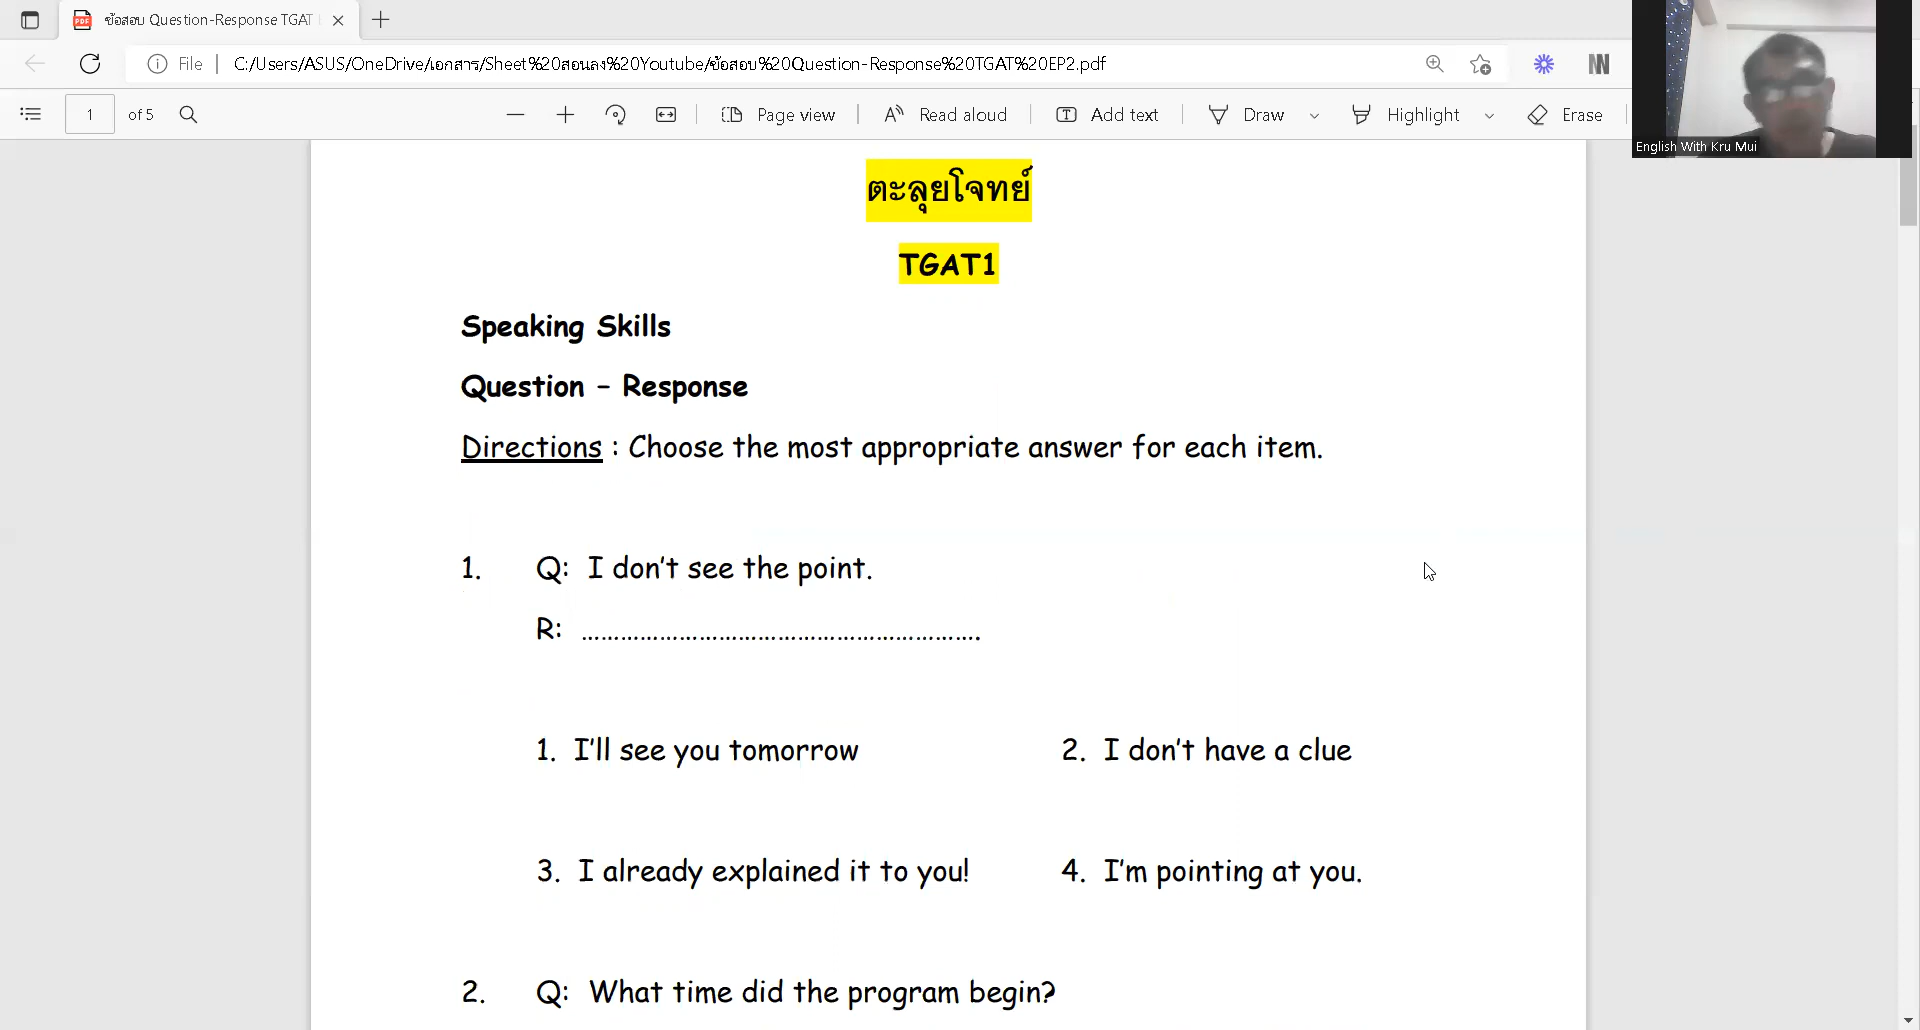 ข้อสอบ Question-Response TGAT
File
C:/Users/ASUS/OneDrive/เอกสาร/Sheet%20สอนลง%20Youtube/ข้อสอบ%20Question-Response%20TGAT%20EP2.pdf
1 of 5
Page view
Read aloud
Add text
Draw
Highlight
Erase
English With Kru Mui
ตะลุยโจทย์
TGAT1
Speaking Skills
Question – Response
Directions : Choose the most appropriate answer for each item.
1. Q: I don't see the point.
R: ……………………………………………………….
1. I'll see you tomorrow 2. I don't have a clue
3. I already explained it to you! 4. I'm pointing at you.
2. Q: What time did the program begin?